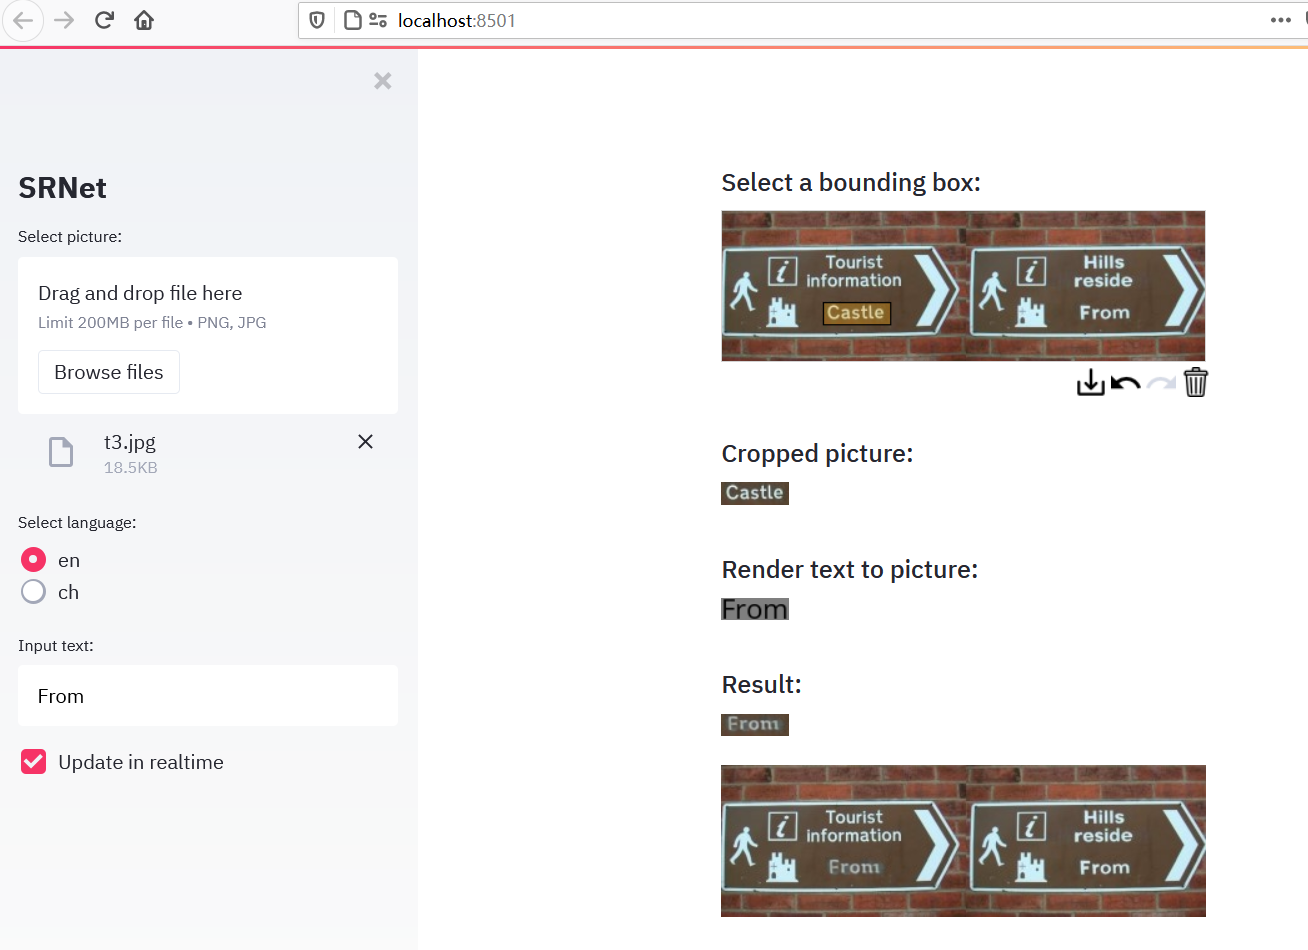 localhost:8501
SRNet
Select picture:
Drag and drop file here
Limit 200MB per file • PNG, JPG
Browse files
t3.jpg
18.5KB
Select language:
en
ch
Input text:
From
Update in realtime
Select a bounding box:
Tourist
information
Castle
Hills
reside
From
Cropped picture:
Castle
Render text to picture:
From
Result:
From
Tourist
information
From
Hills
reside
From